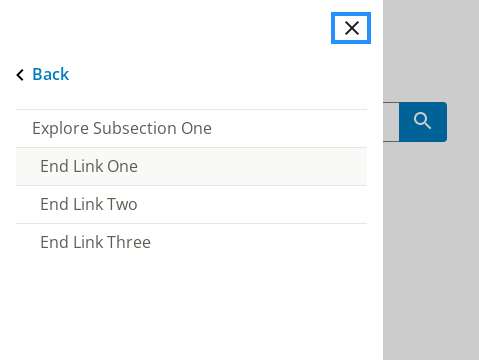 Back
Explore Subsection One
End Link One
End Link Two
End Link Three